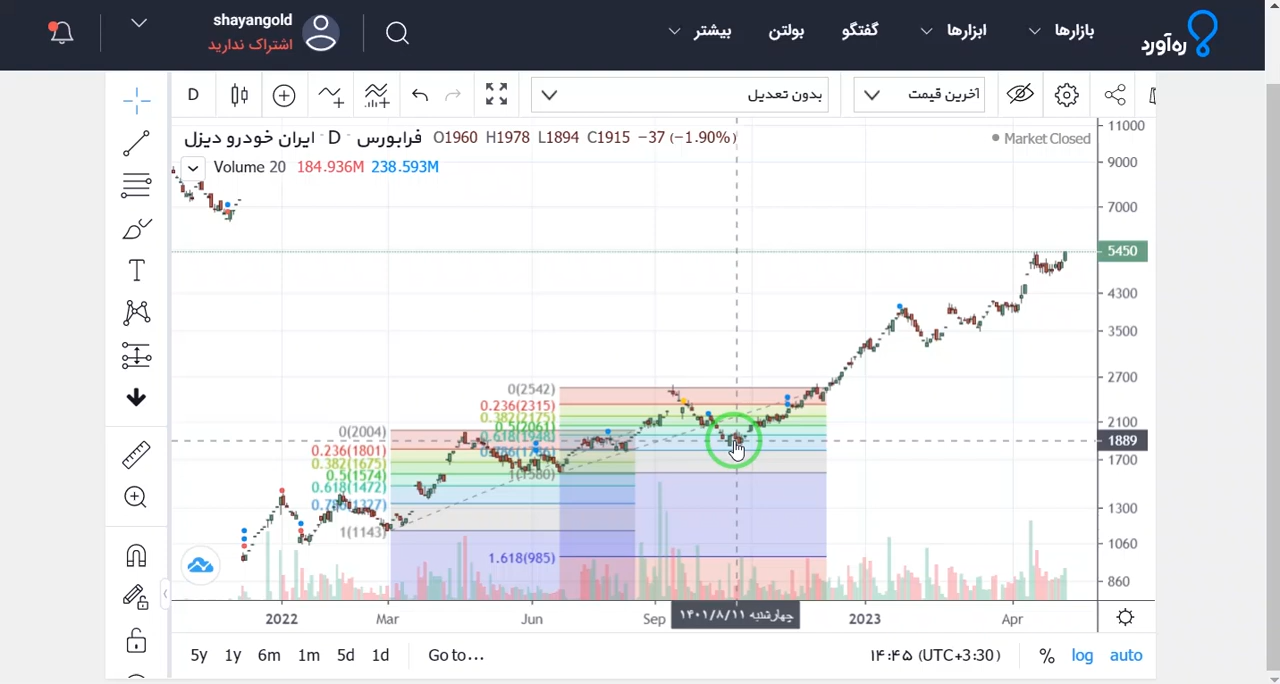 shayangold
اشتراک ندارید
بازارها
ابزارها
گفتگو
بولتن
بیشتر
ره‌آورد
D
بدون تعدیل
آخرین قیمت
ایران خودرو دیزل - D - فرابورس O1960 H1978 L1894 C1915 −37 (−1.90%)
Market Closed
Volume 20 184.936M 238.593M
11000
9000
7000
5450
4300
3500
2700
2100
1889
1700
1300
1060
860
0(2542)
0.236(2315)
0.382(2175)
0.5(2061)
0.618(1948)
1(1580)
1.618(985)
0(2004)
0.236(1801)
0.382(1675)
0.5(1574)
0.618(1472)
0.786(1327)
1(1143)
2022
Mar
Jun
Sep
چهارشنبه ۱۴۰۱/۸/۱۱
2023
Apr
5y 1y 6m 1m 5d 1d
Go to...
۱۴:۴۵ (UTC+3:30)
% log auto